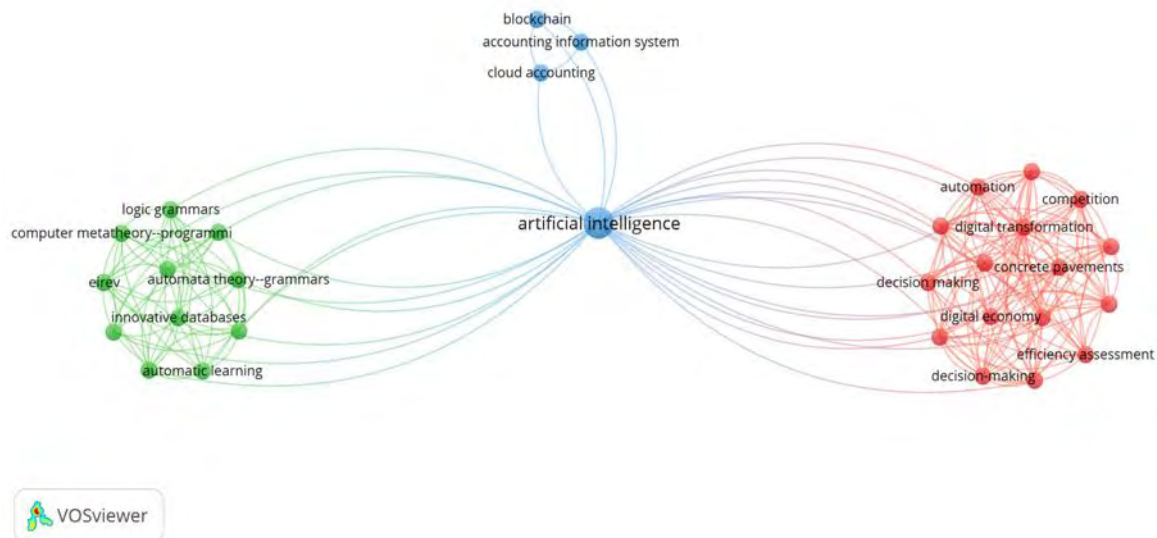 blockchain
accounting information system
cloud accounting
artificial intelligence
logic grammars
computer metatheory--programmi
automata theory--grammars
eirev
innovative databases
automatic learning
automation
competition
digital transformation
concrete pavements
decision making
digital economy
efficiency assessment
decision-making
VOSviewer